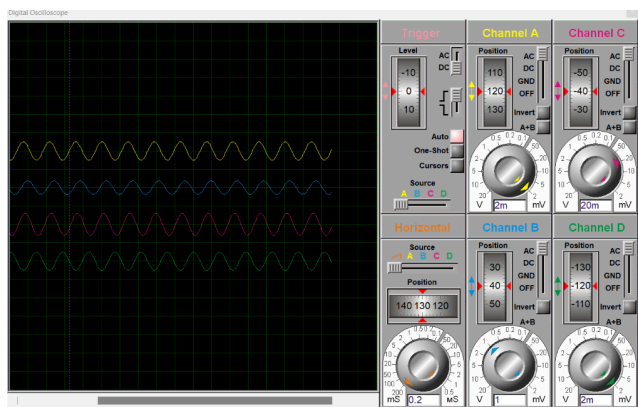 Digital Oscilloscope
Trigger
Level
AC
DC
-10
0
10
Auto
One-Shot
Cursors
Source
A B C D
Channel A
Position
AC
DC
GND
OFF
110
120
130
Invert
A+B
V
2m
mV
Channel C
Position
AC
DC
GND
OFF
-50
-40
-30
Invert
A+B
V
20m
mV
Horizontal
Source
A B C D
Position
140 130 120
mS
0.2
Channel B
Position
AC
DC
GND
OFF
30
40
50
Invert
A+B
V
1
mV
Channel D
Position
AC
DC
GND
OFF
-130
-120
-110
Invert
A+B
V
2m
mV